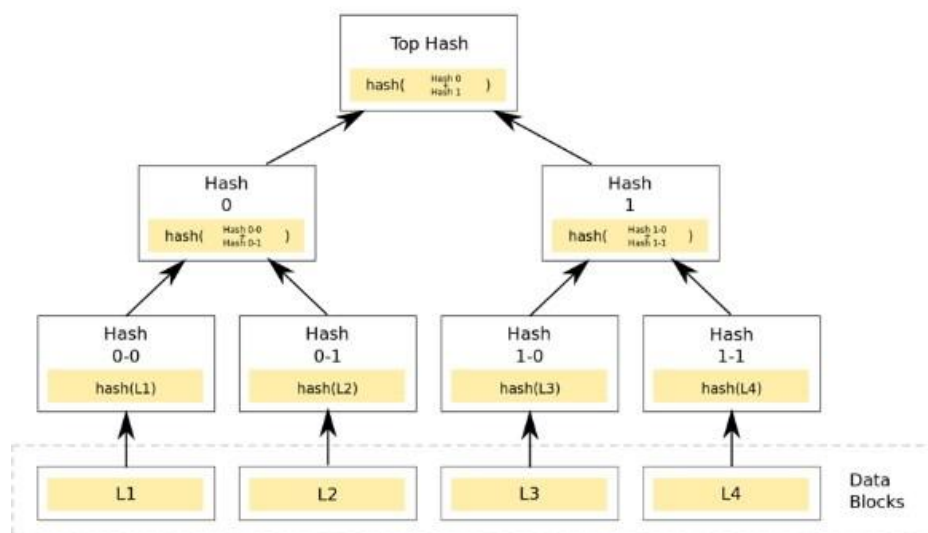 Top Hash
hash( Hash 0 + Hash 1 )
Hash
0
hash( Hash 0-0 + Hash 0-1 )
Hash
1
hash( Hash 1-0 + Hash 1-1 )
Hash
0-0
hash(L1)
Hash
0-1
hash(L2)
Hash
1-0
hash(L3)
Hash
1-1
hash(L4)
L1
L2
L3
L4
Data
Blocks